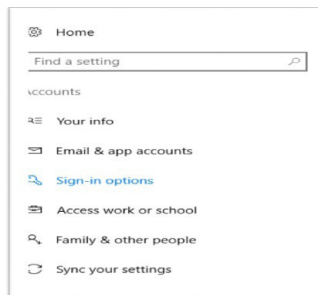 Home
Find a setting
Accounts
Your info
Email & app accounts
Sign-in options
Access work or school
Family & other people
Sync your settings